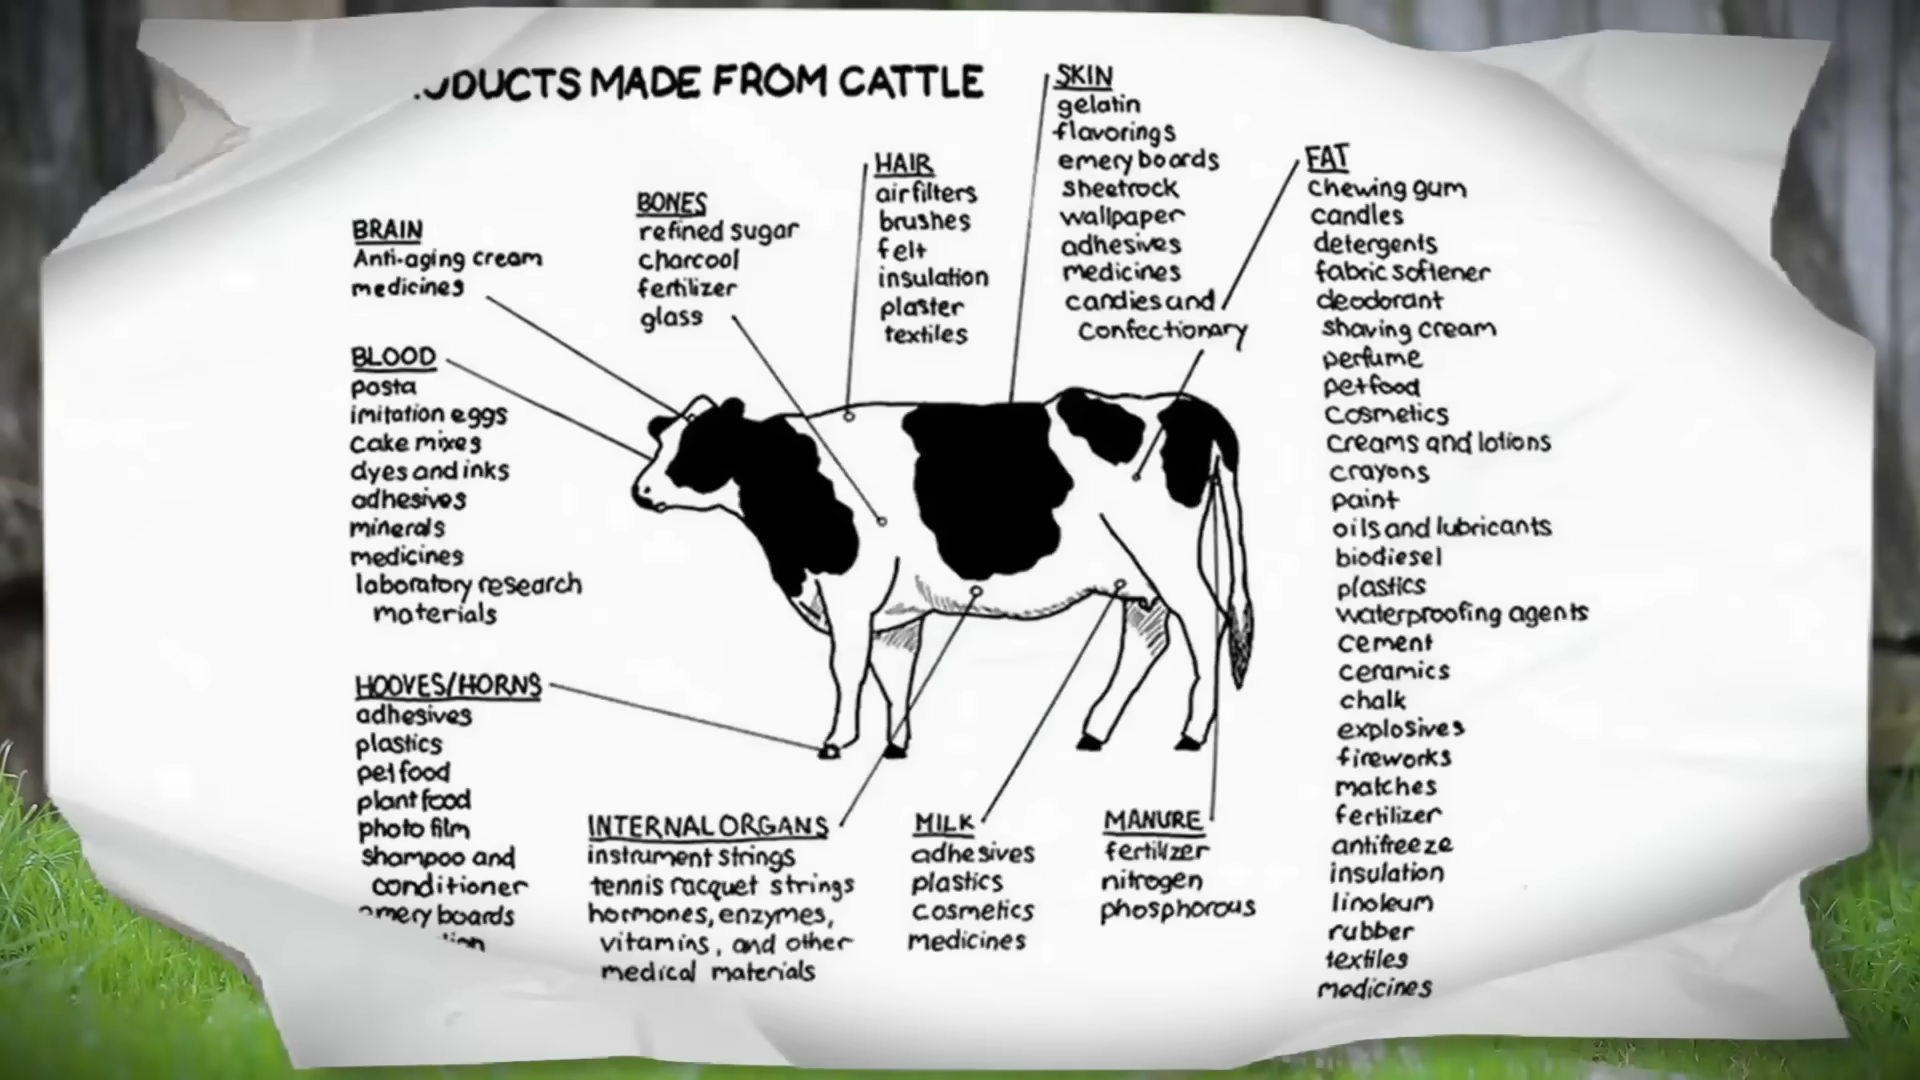 DUCTS MADE FROM CATTLE
BRAIN
Anti-aging cream
medicines
BLOOD
pasta
imitation eggs
cake mixes
dyes and inks
adhesives
minerals
medicines
laboratory research
materials
HOOVES/HORNS
adhesives
plastics
pet food
plant food
photo film
shampoo and
conditioner
emery boards
BONES
refined sugar
charcoal
fertilizer
glass
HAIR
air filters
brushes
felt
insulation
plaster
textiles
SKIN
gelatin
flavorings
emery boards
sheetrock
wallpaper
adhesives
medicines
candies and
confectionary
FAT
chewing gum
candles
detergents
fabric softener
deodorant
shaving cream
perfume
pet food
cosmetics
creams and lotions
crayons
paint
oils and lubricants
biodiesel
plastics
waterproofing agents
cement
ceramics
chalk
explosives
fireworks
matches
fertilizer
antifreeze
insulation
linoleum
rubber
textiles
medicines
INTERNAL ORGANS
instrument strings
tennis racquet strings
hormones, enzymes,
vitamins, and other
medical materials
MILK
adhesives
plastics
cosmetics
medicines
MANURE
fertilizer
nitrogen
phosphorous